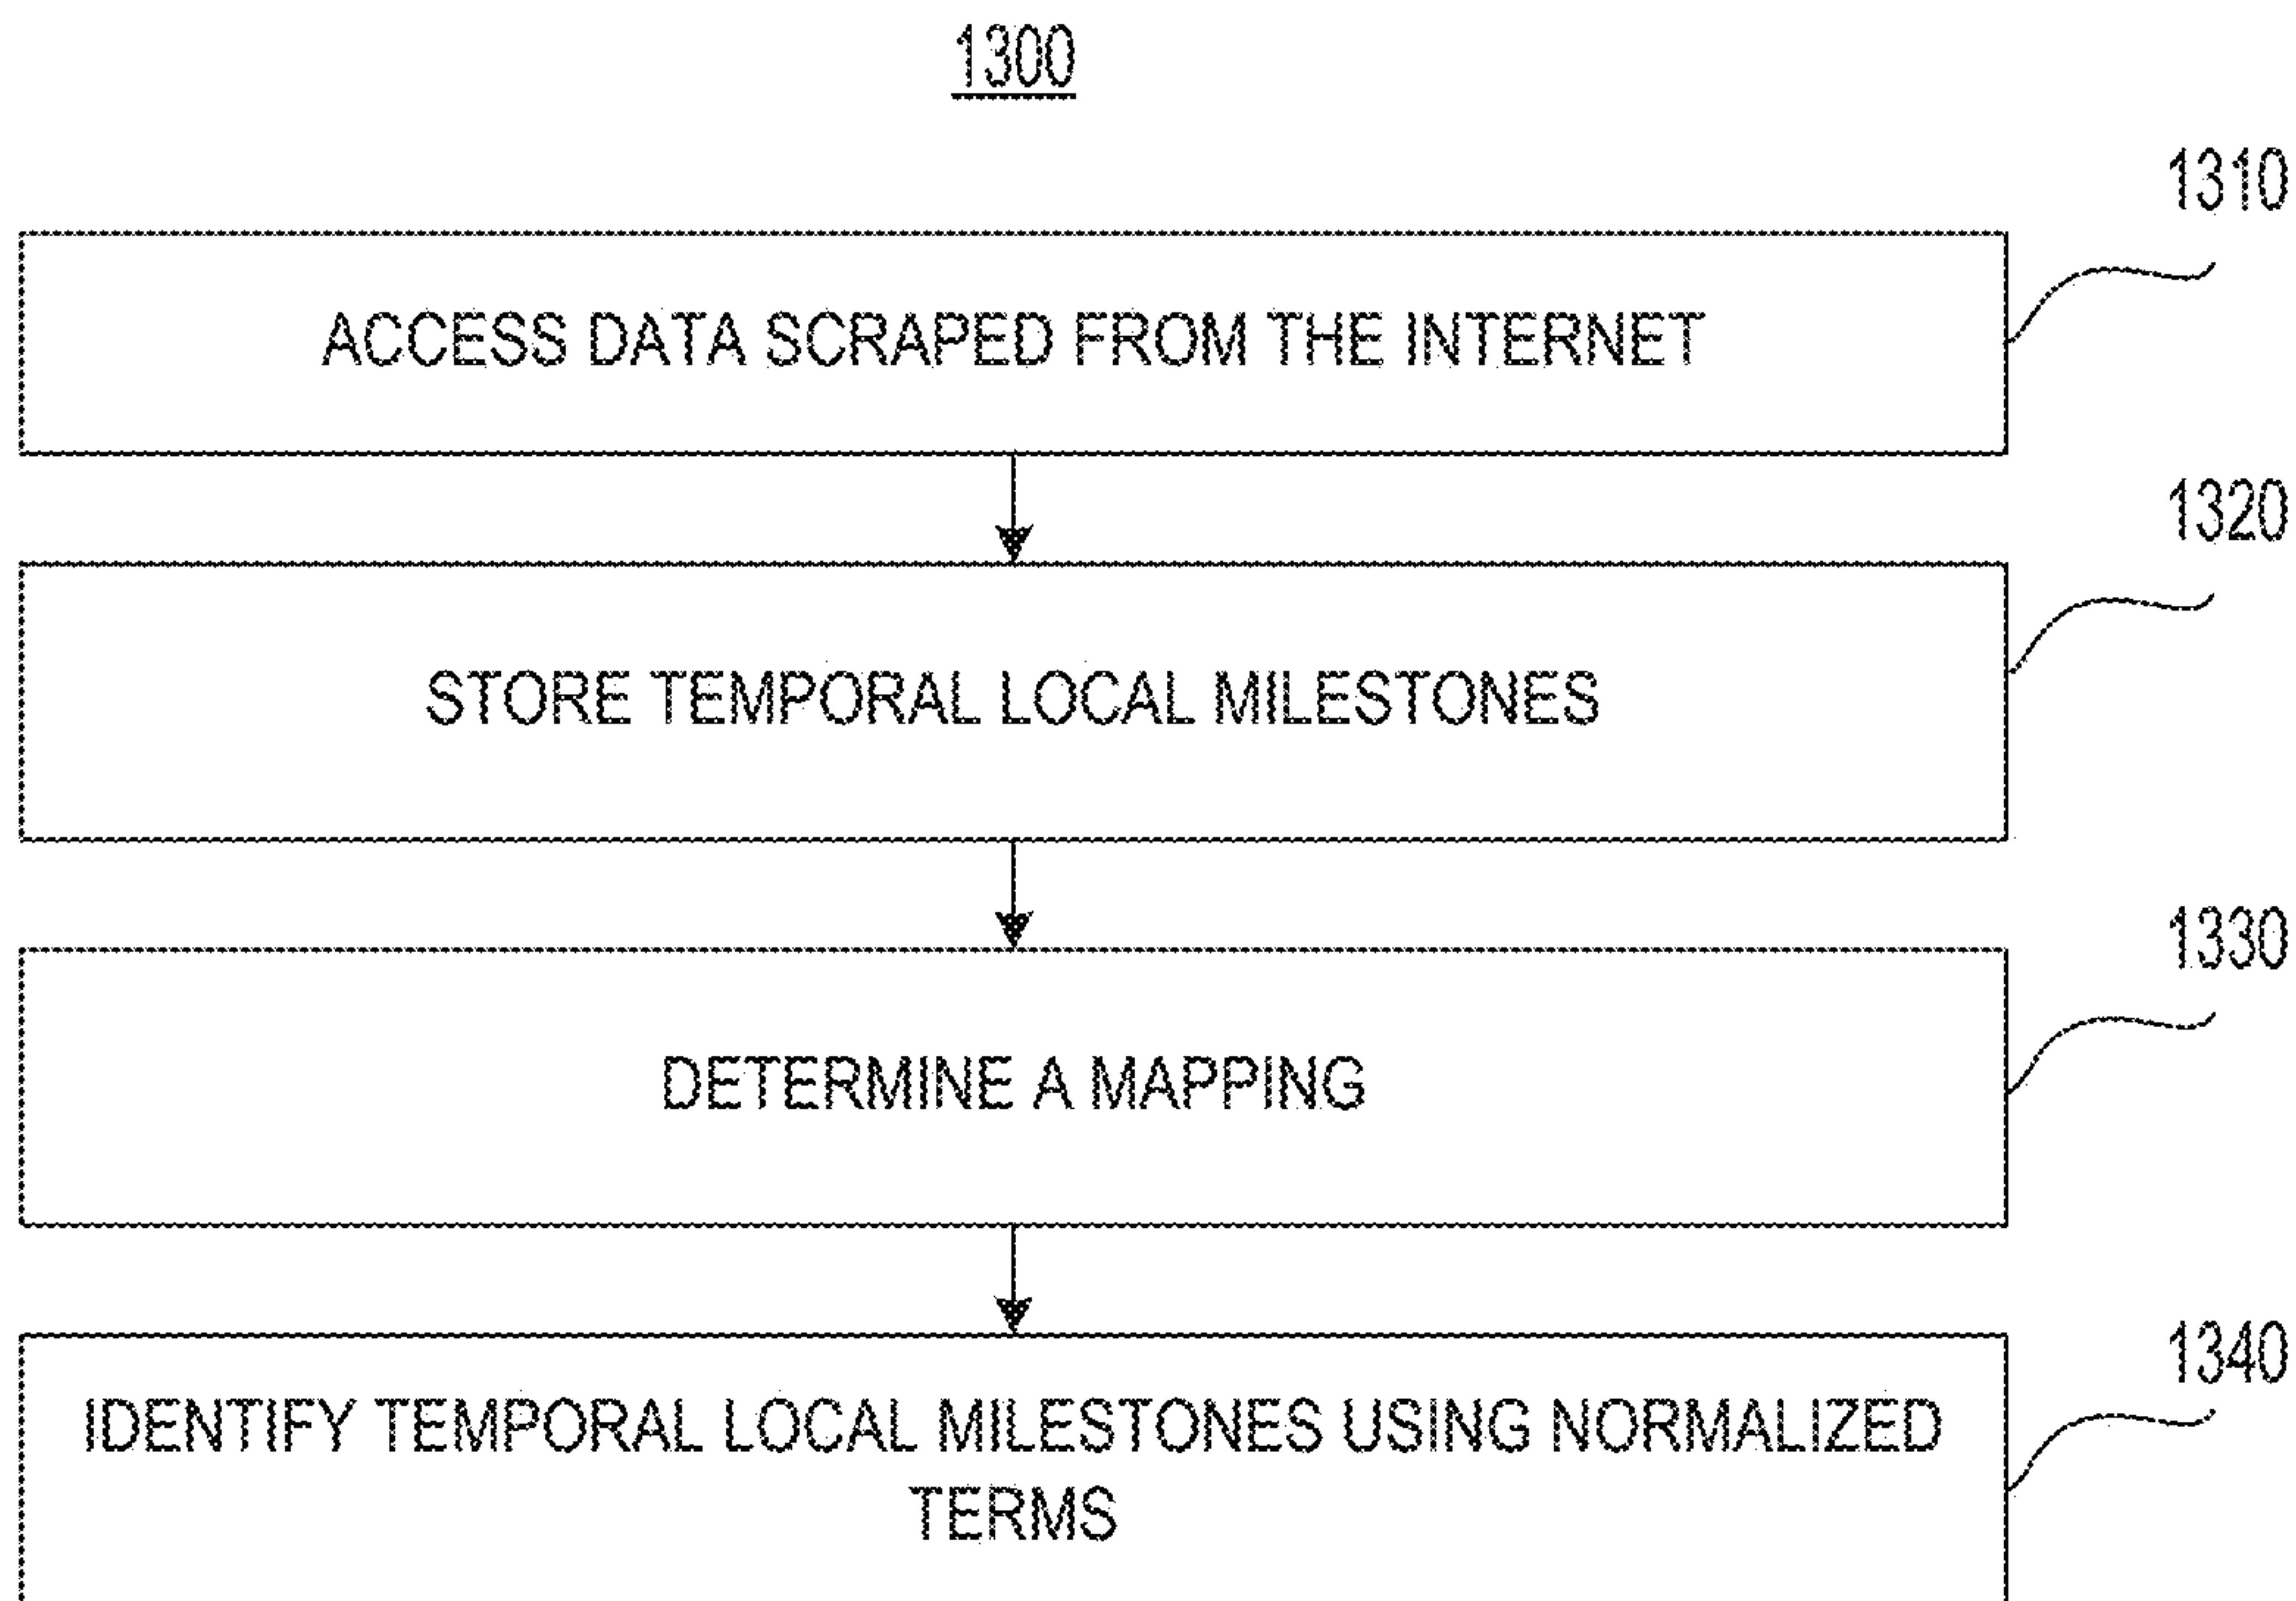 1300
1310
ACCESS DATA SCRAPED FROM THE INTERNET
1320
STORE TEMPORAL LOCAL MILESTONES
1330
DETERMINE A MAPPING
1340
IDENTIFY TEMPORAL LOCAL MILESTONES USING NORMALIZED
TERMS